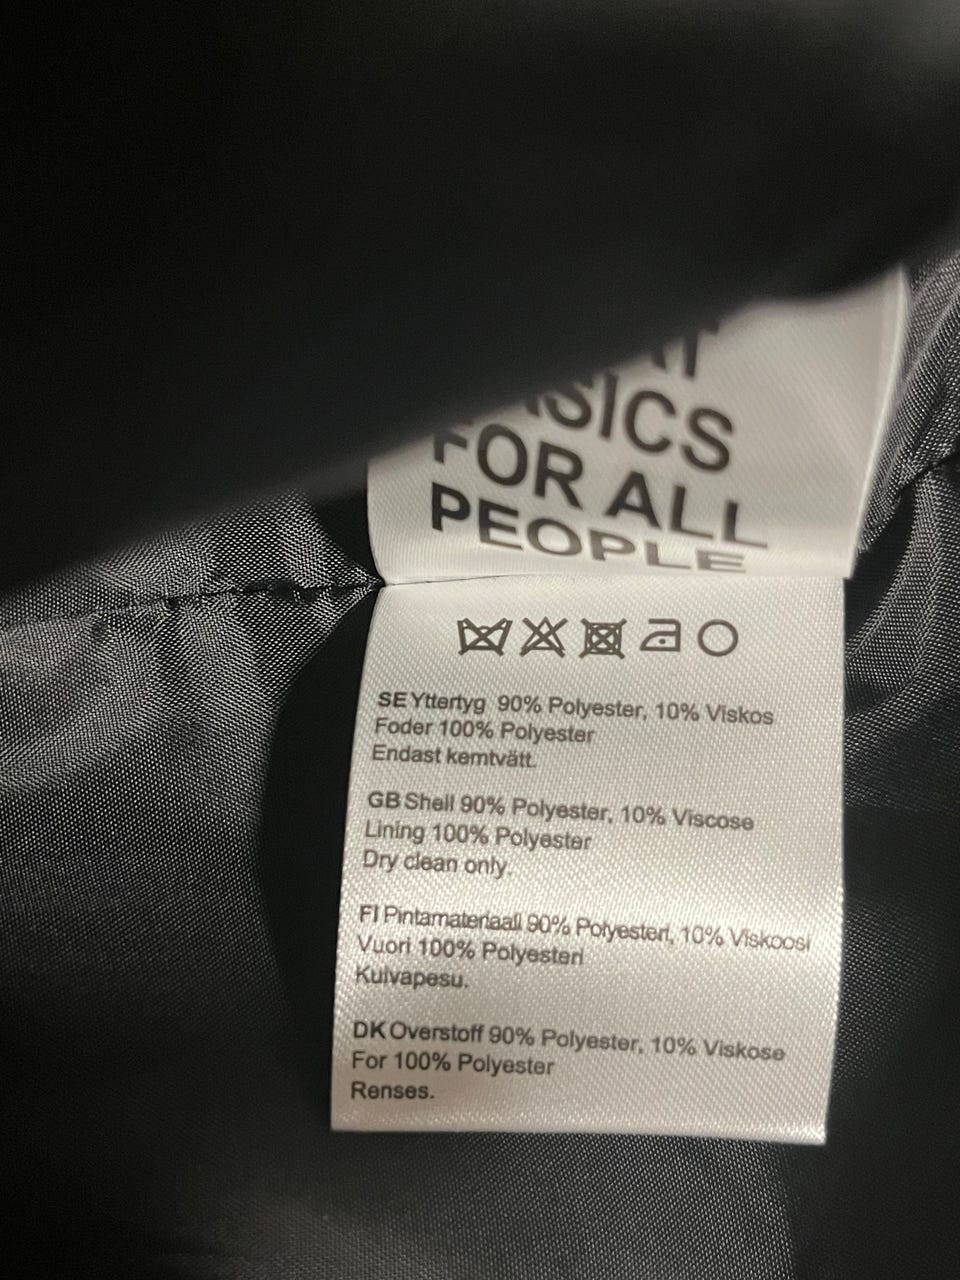 FOR ALL
PEOPLE
SE Yttertyg 90% Polyester, 10% Viskos
Foder 100% Polyester
Endast kemtvätt.
GB Shell 90% Polyester, 10% Viscose
Lining 100% Polyester
Dry clean only.
FI Pintamateriaali 90% Polyesteri, 10% Viskoosi
Vuori 100% Polyesteri
Kuivapesu.
DK Overstoff 90% Polyester, 10% Viskose
For 100% Polyester
Renses.